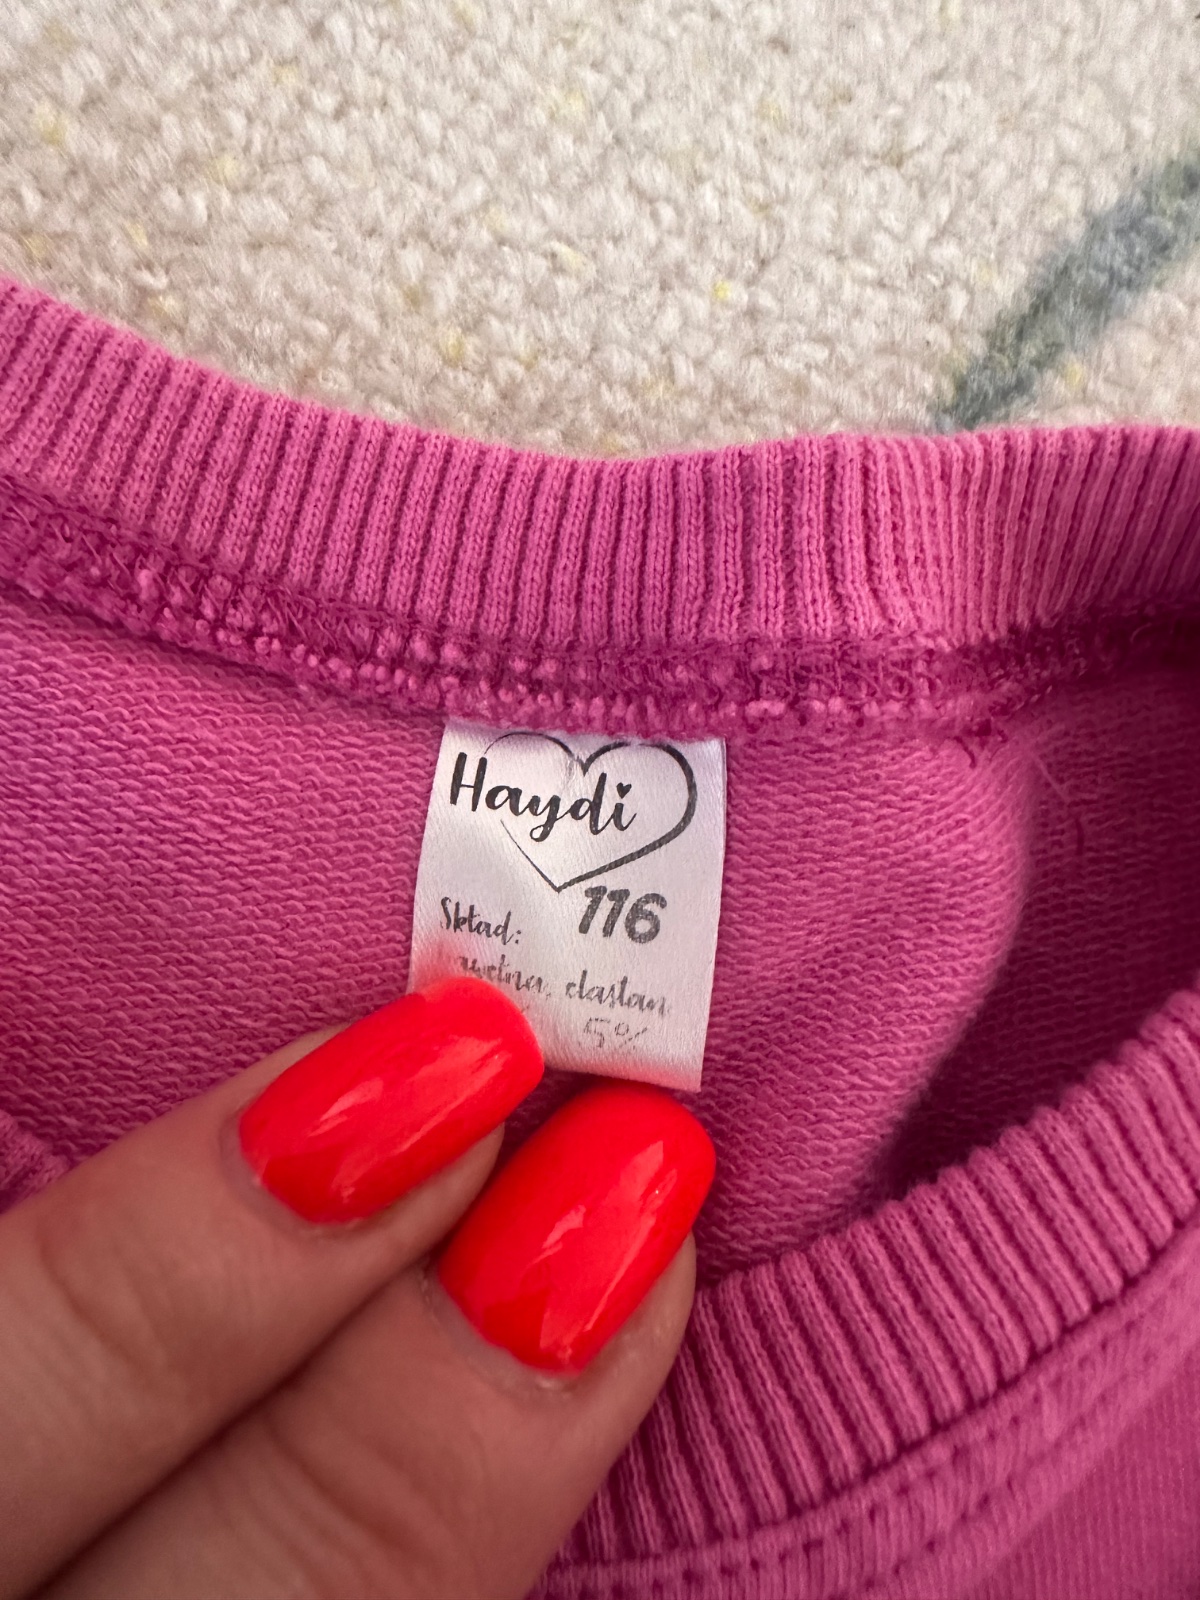 Haydi
116
Skład:
elastan
5%